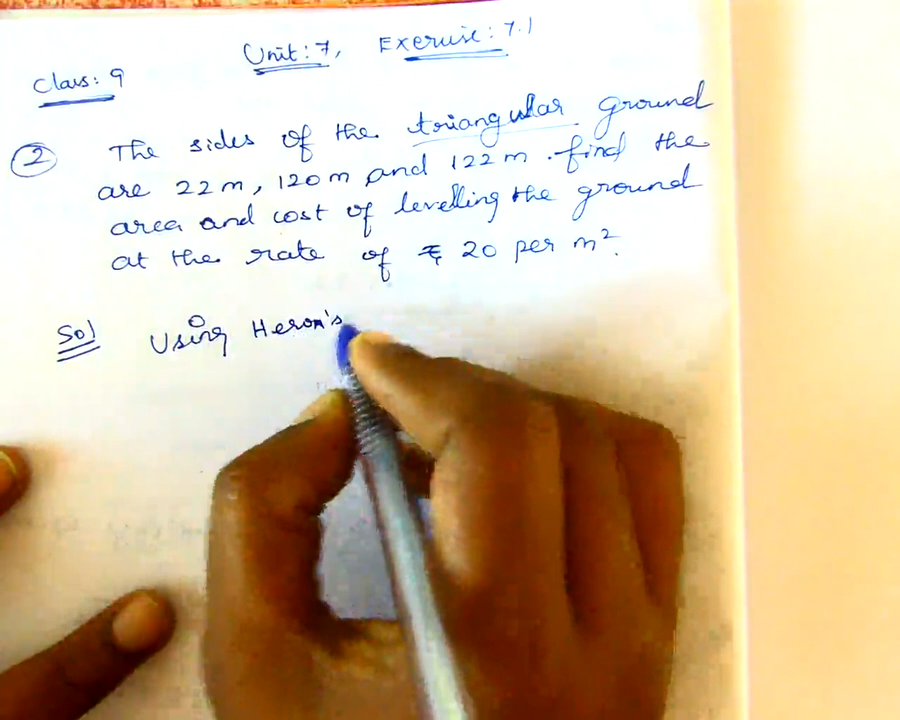 Class: 9
Unit: 7, Exercise: 7.1
2 The sides of the triangular ground
are 22 m, 120 m and 122 m. find the
area and cost of levelling the ground
at the rate of ₹ 20 per m².
Sol Using Heron's